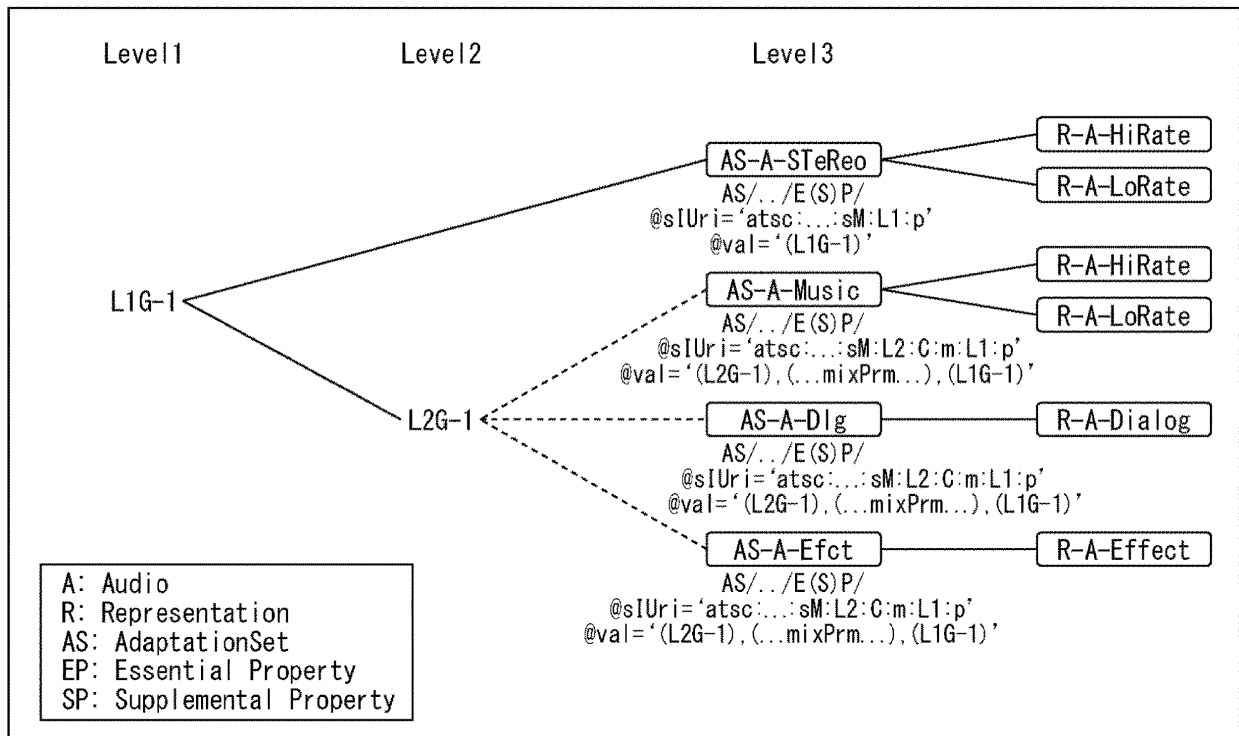 Level1 Level2 Level3
R-A-HiRate
AS-A-STeReo
R-A-LoRate
AS/../E(S)P/
@sIUri='atsc:...:sM:L1:p'
@val='(L1G-1)'
R-A-HiRate
L1G-1
AS-A-Music
R-A-LoRate
AS/../E(S)P/
@sIUri='atsc:...:sM:L2:C:m:L1:p'
@val='(L2G-1),(...mixPrm...),(L1G-1)'
L2G-1
AS-A-Dlg
R-A-Dialog
AS/../E(S)P/
@sIUri='atsc:...:sM:L2:C:m:L1:p'
@val='(L2G-1),(...mixPrm...),(L1G-1)'
AS-A-Efct
R-A-Effect
AS/../E(S)P/
@sIUri='atsc:...:sM:L2:C:m:L1:p'
@val='(L2G-1),(...mixPrm...),(L1G-1)'
A: Audio
R: Representation
AS: AdaptationSet
EP: Essential Property
SP: Supplemental Property